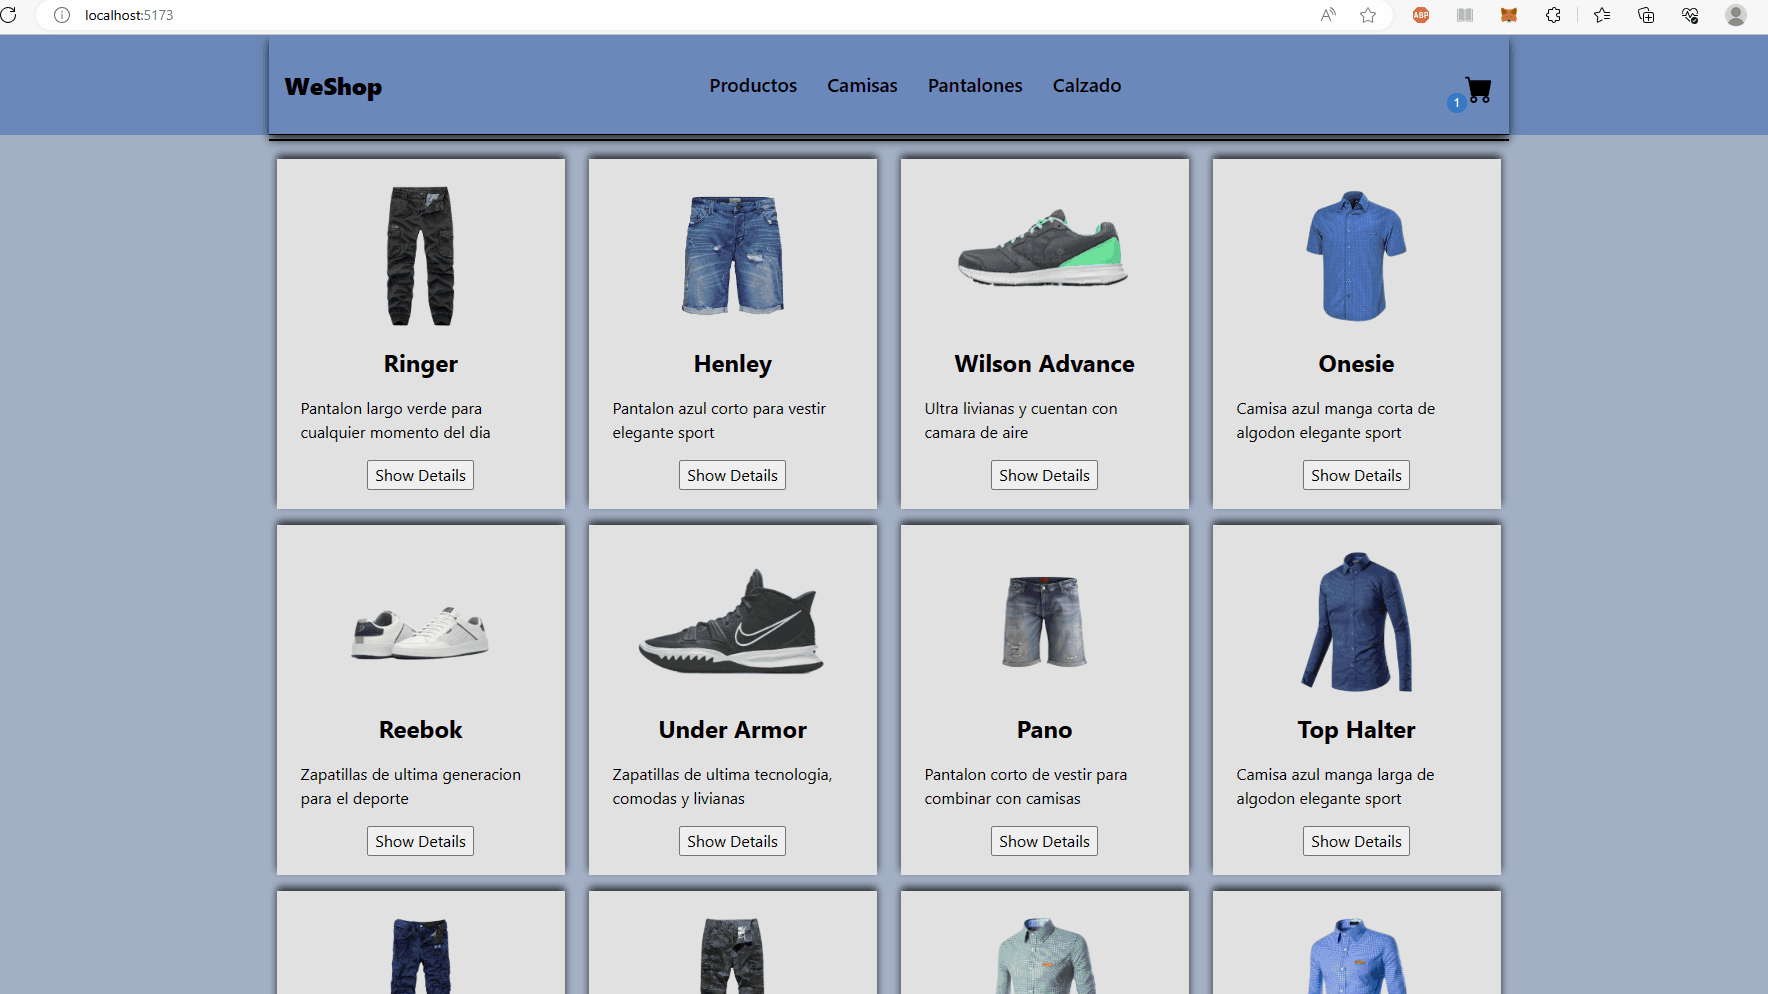 localhost:5173
ABP
WeShop
Productos Camisas Pantalones Calzado
1
Ringer
Pantalon largo verde para
cualquier momento del dia
Show Details
Henley
Pantalon azul corto para vestir
elegante sport
Show Details
Wilson Advance
Ultra livianas y cuentan con
camara de aire
Show Details
Onesie
Camisa azul manga corta de
algodon elegante sport
Show Details
Reebok
Zapatillas de ultima generacion
para el deporte
Show Details
Under Armor
Zapatillas de ultima tecnologia,
comodas y livianas
Show Details
Pano
Pantalon corto de vestir para
combinar con camisas
Show Details
Top Halter
Camisa azul manga larga de
algodon elegante sport
Show Details